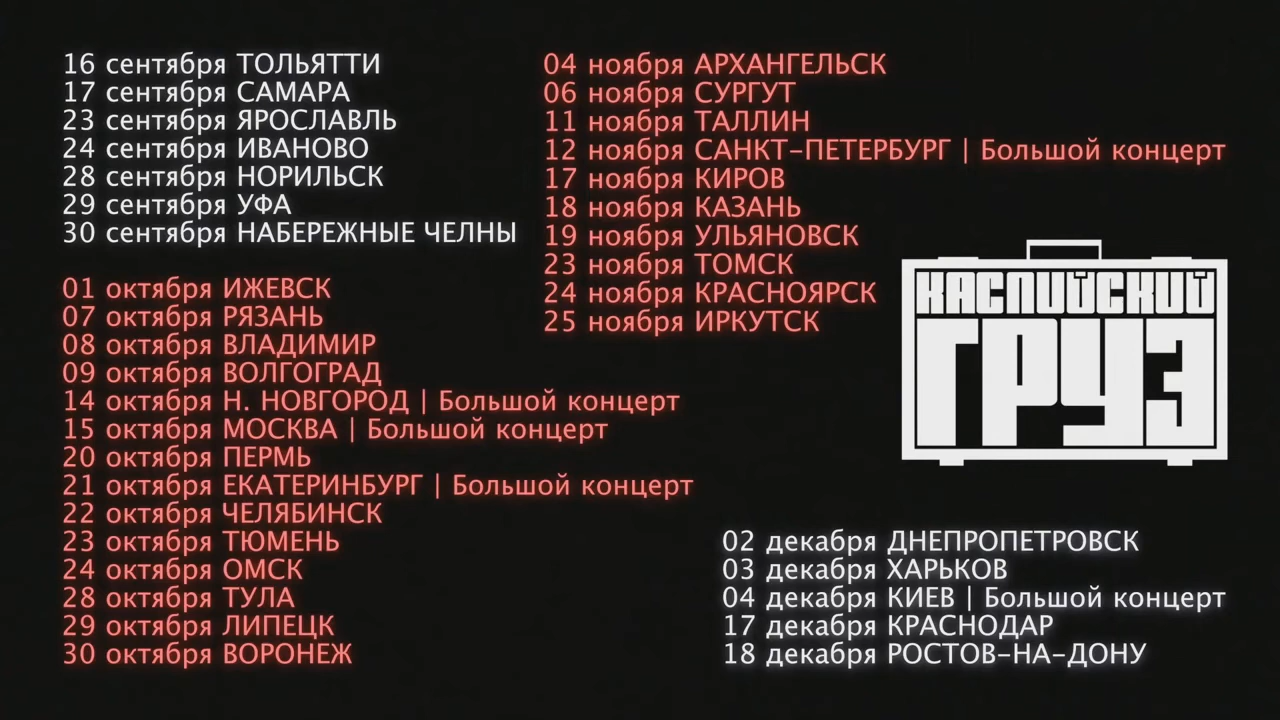 16 сентября ТОЛЬЯТТИ
17 сентября САМАРА
23 сентября ЯРОСЛАВЛЬ
24 сентября ИВАНОВО
28 сентября НОРИЛЬСК
29 сентября УФА
30 сентября НАБЕРЕЖНЫЕ ЧЕЛНЫ
01 октября ИЖЕВСК
07 октября РЯЗАНЬ
08 октября ВЛАДИМИР
09 октября ВОЛГОГРАД
14 октября Н. НОВГОРОД | Большой концерт
15 октября МОСКВА | Большой концерт
20 октября ПЕРМЬ
21 октября ЕКАТЕРИНБУРГ | Большой концерт
22 октября ЧЕЛЯБИНСК
23 октября ТЮМЕНЬ
24 октября ОМСК
28 октября ТУЛА
29 октября ЛИПЕЦК
30 октября ВОРОНЕЖ
04 ноября АРХАНГЕЛЬСК
06 ноября СУРГУТ
11 ноября ТАЛЛИН
12 ноября САНКТ-ПЕТЕРБУРГ | Большой концерт
17 ноября КИРОВ
18 ноября КАЗАНЬ
19 ноября УЛЬЯНОВСК
23 ноября ТОМСК
24 ноября КРАСНОЯРСК
25 ноября ИРКУТСК
КАСПИЙСКИЙ
ГРУЗ
02 декабря ДНЕПРОПЕТРОВСК
03 декабря ХАРЬКОВ
04 декабря КИЕВ | Большой концерт
17 декабря КРАСНОДАР
18 декабря РОСТОВ-НА-ДОНУ